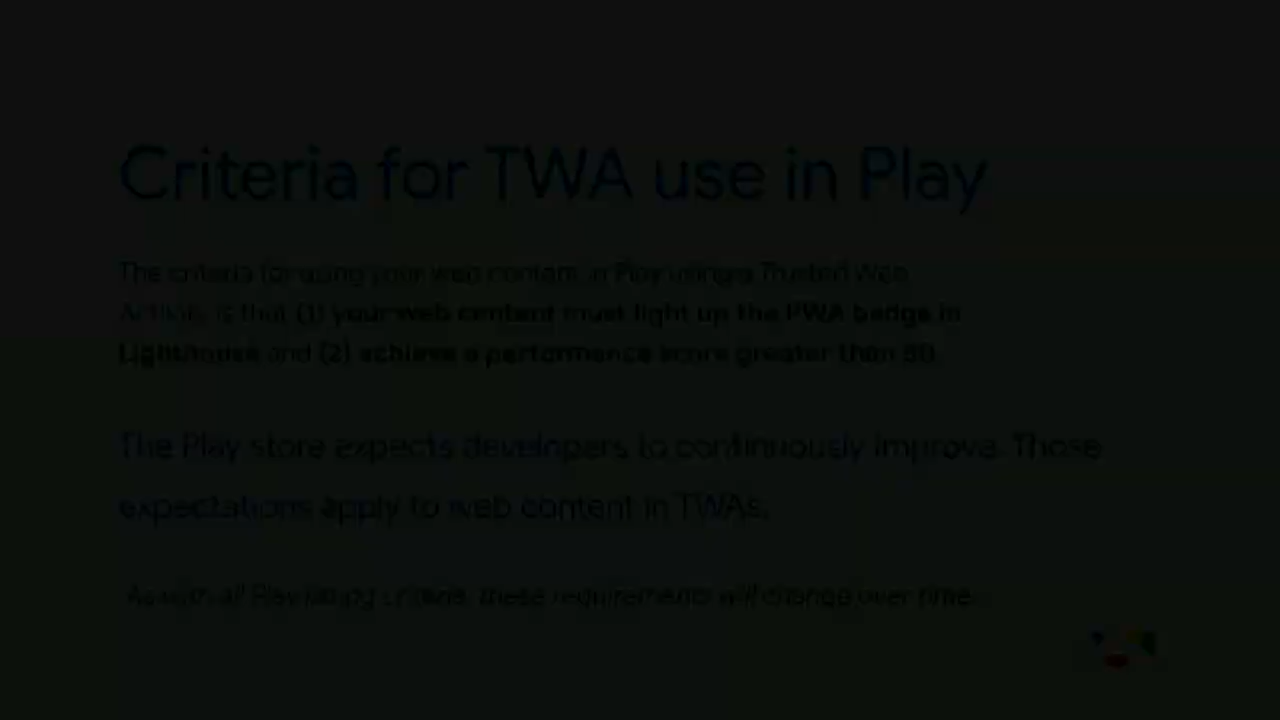 Criteria for TWA use in Play
The criteria for using your web content in Play using a Trusted Web
Activity is that (1) your web content must light up the PWA badge in
Lighthouse and (2) achieve a performance score greater than 80.
The Play store expects developers to continuously improve. Those
expectations apply to web content in TWAs.
As with all Play listing criteria, these requirements will change over time.